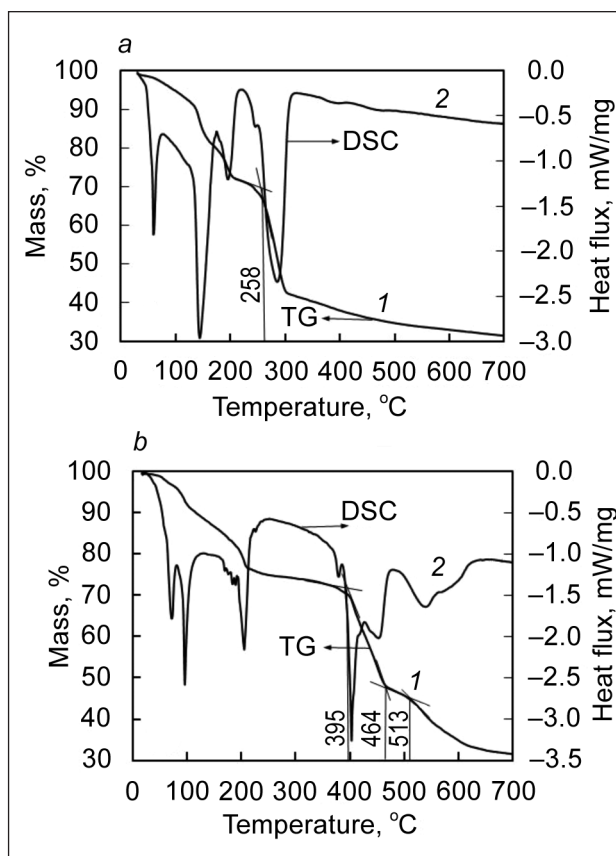 a
100
90
80
70
60
50
40
30
Mass, %
0.0
–0.5
–1.0
–1.5
–2.0
–2.5
–3.0
Heat flux, mW/mg
2
DSC
258
TG
1
0 100 200 300 400 500 600 700
Temperature, °C
b
100
90
80
70
60
50
40
30
Mass, %
0.0
–0.5
–1.0
–1.5
–2.0
–2.5
–3.0
–3.5
Heat flux, mW/mg
DSC
2
TG
1
395
464
513
0 100 200 300 400 500 600 700
Temperature, °C